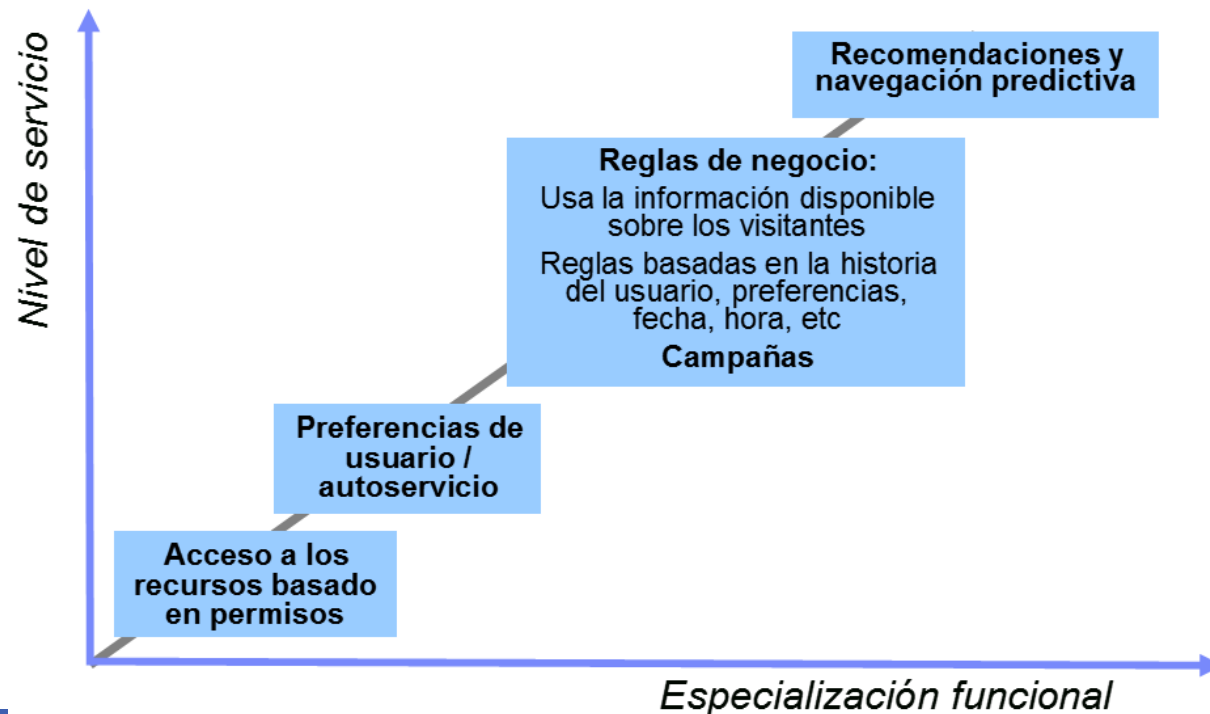 Nivel de servicio
Recomendaciones y
navegación predictiva
Reglas de negocio:
Usa la información disponible
sobre los visitantes
Reglas basadas en la historia
del usuario, preferencias,
fecha, hora, etc
Campañas
Preferencias de
usuario /
autoservicio
Acceso a los
recursos basado
en permisos
Especialización funcional